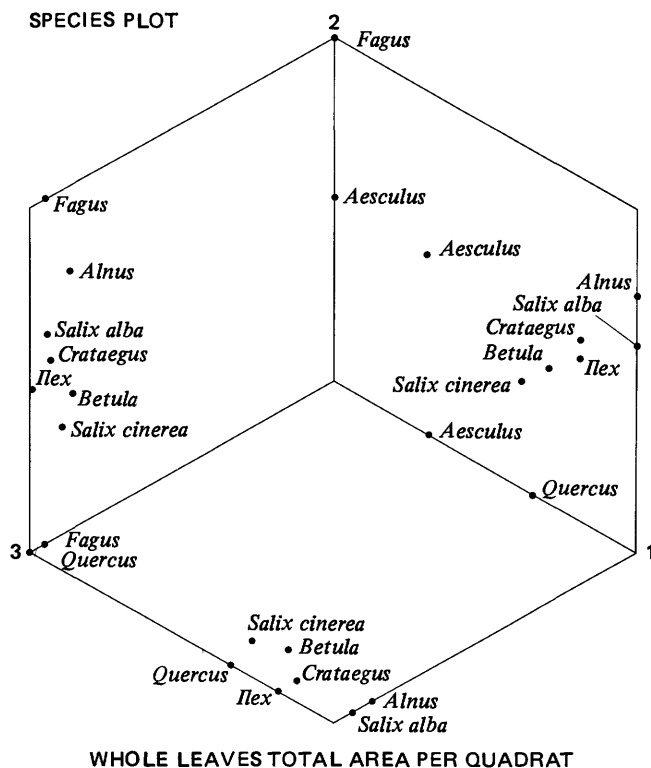 SPECIES PLOT
2
Fagus
Aesculus
Fagus
Aesculus
Alnus
Alnus
Salix alba
Salix alba
Crataegus
Crataegus
Betula
Ilex
Ilex
Salix cinerea
Betula
Salix cinerea
Aesculus
Quercus
3
Fagus
Quercus
1
Salix cinerea
Betula
Quercus
Crataegus
Ilex
Alnus
Salix alba
WHOLE LEAVES TOTAL AREA PER QUADRAT